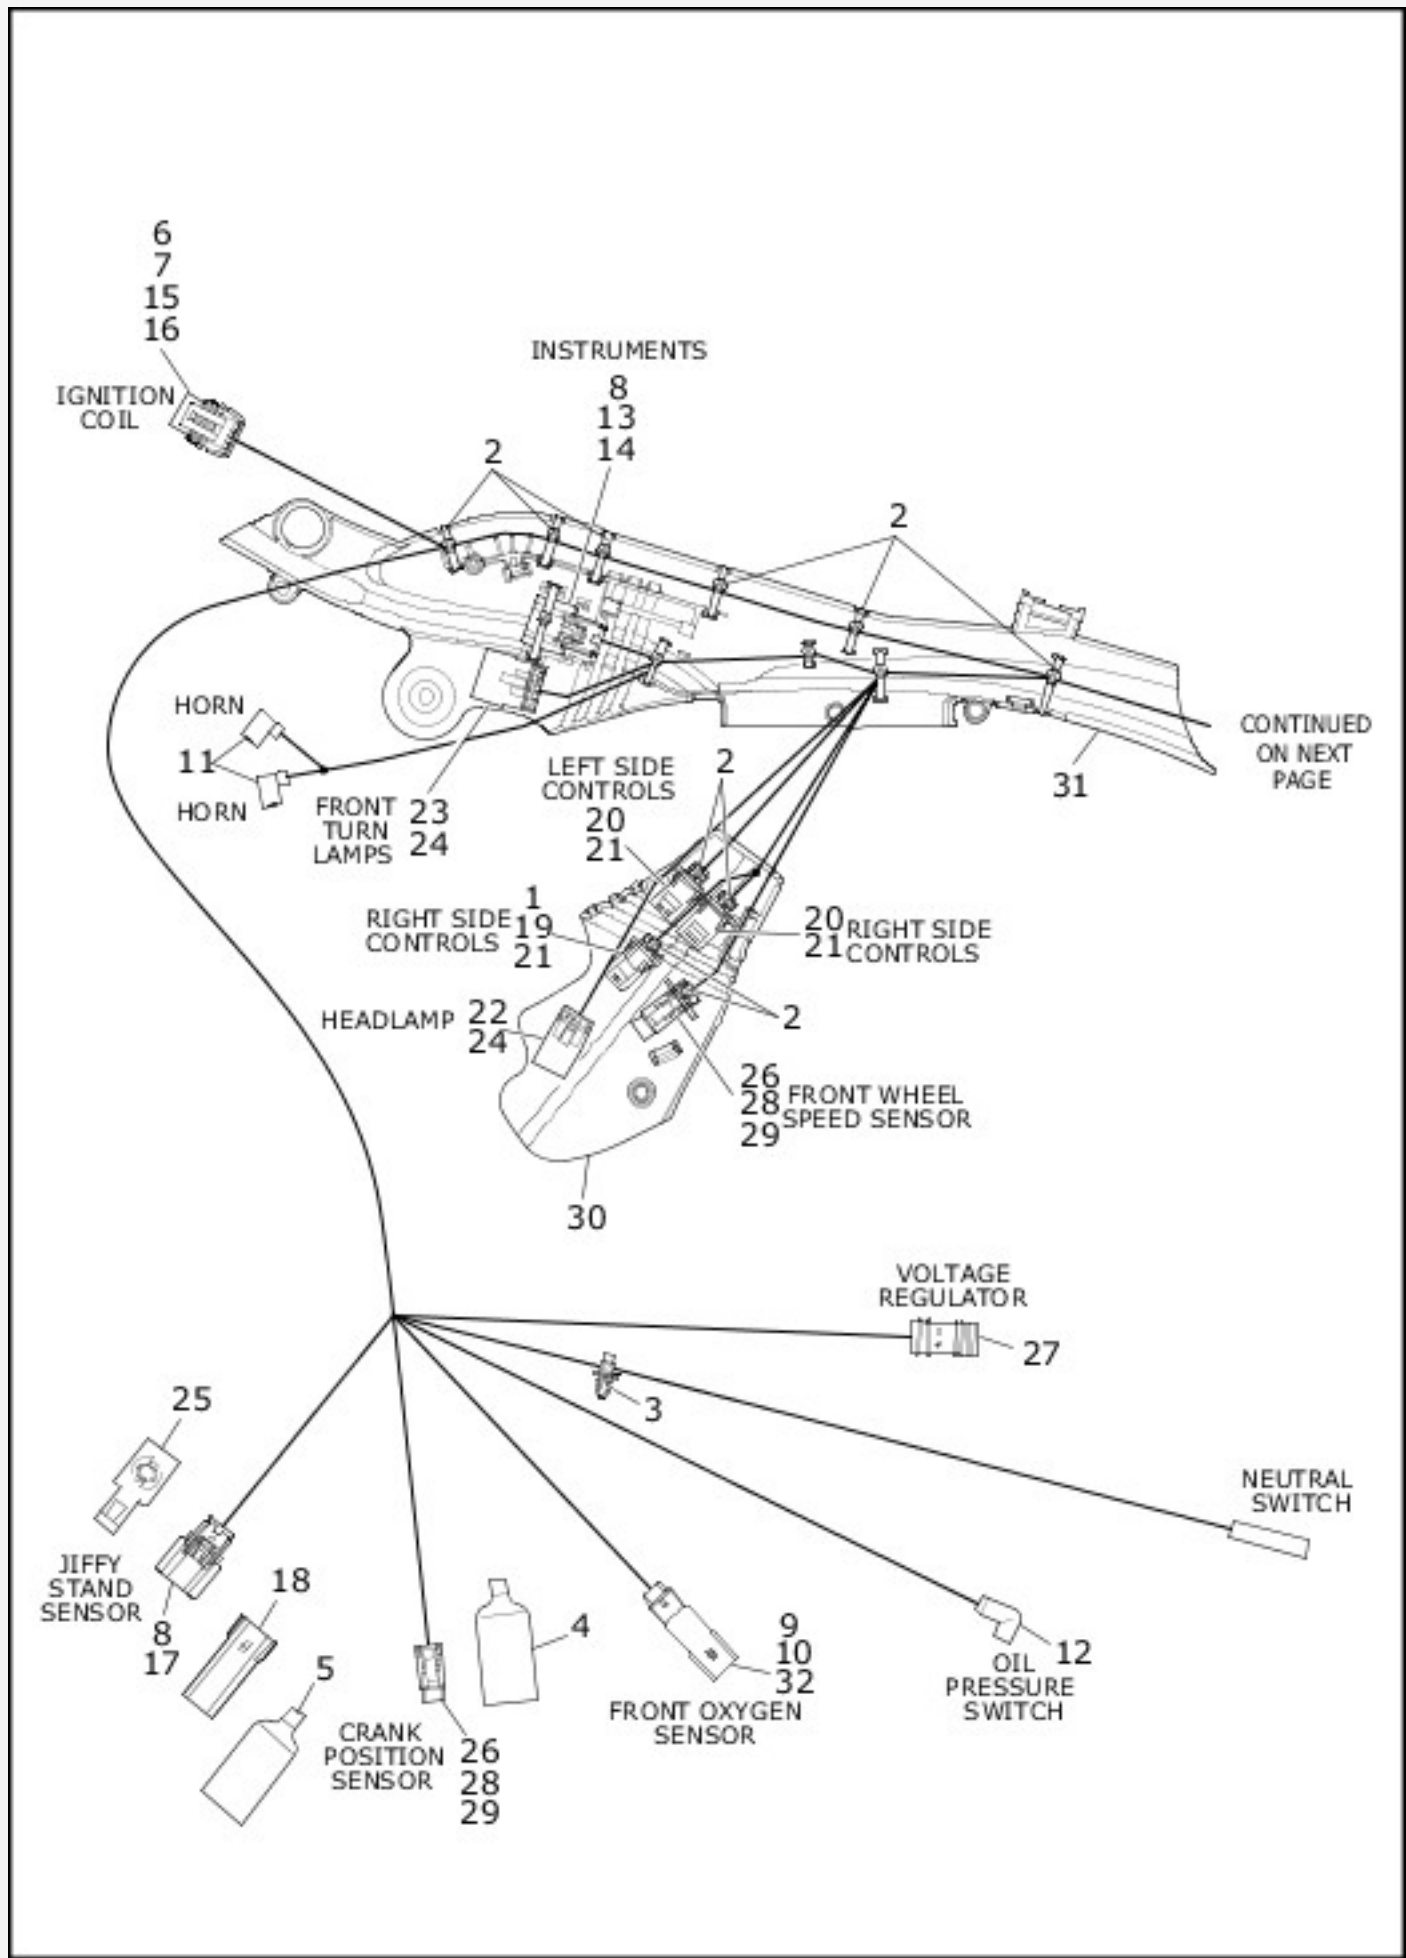 6
7
15
16
IGNITION
COIL
INSTRUMENTS
8
13
14
2
2
HORN
11
HORN
FRONT
TURN
LAMPS
23
24
LEFT SIDE
CONTROLS
20
21
2
31
CONTINUED
ON NEXT
PAGE
RIGHT SIDE
CONTROLS
1
19
21
20
21
RIGHT SIDE
CONTROLS
HEADLAMP
22
24
2
26
28
29
FRONT WHEEL
SPEED SENSOR
30
VOLTAGE
REGULATOR
27
3
25
NEUTRAL
SWITCH
JIFFY
STAND
SENSOR
8
17
18
5
4
CRANK
POSITION
SENSOR
26
28
29
9
10
32
FRONT OXYGEN
SENSOR
12
OIL
PRESSURE
SWITCH